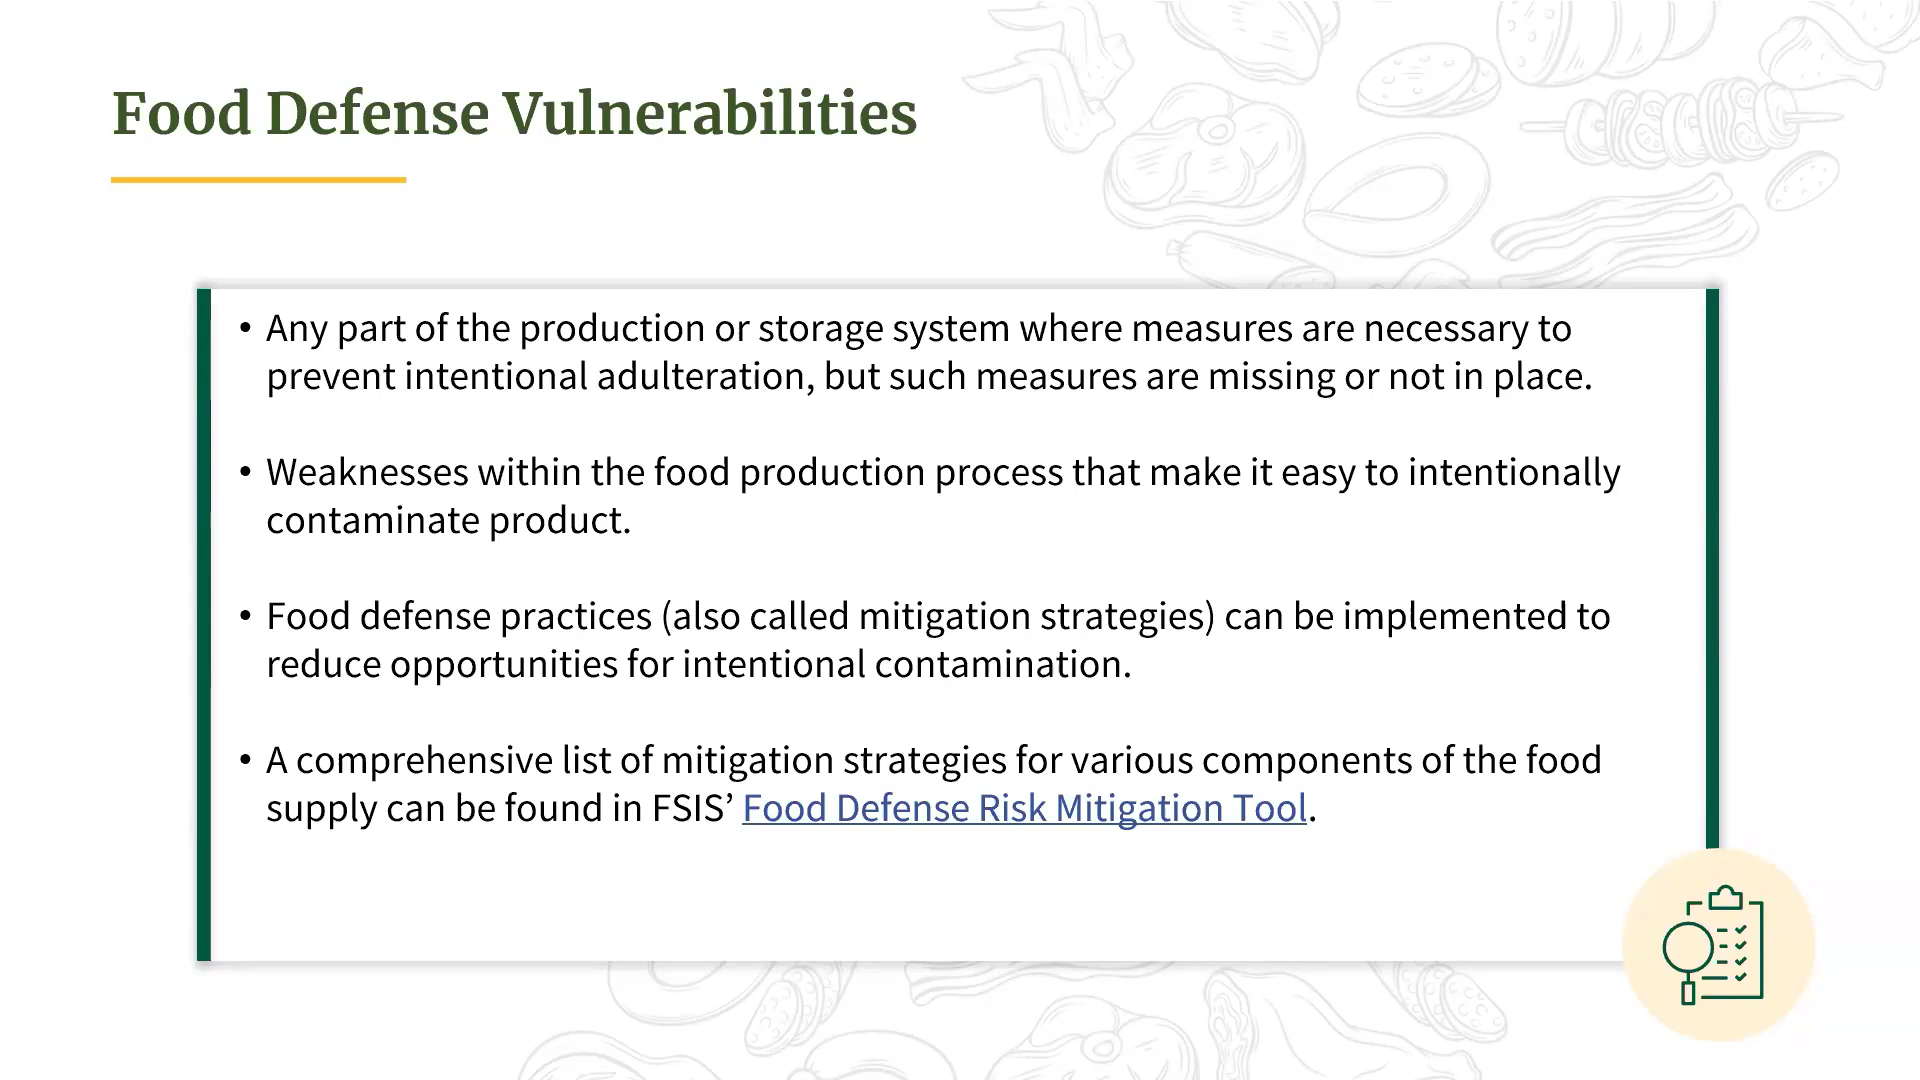 Food Defense Vulnerabilities
• Any part of the production or storage system where measures are necessary to
prevent intentional adulteration, but such measures are missing or not in place.
• Weaknesses within the food production process that make it easy to intentionally
contaminate product.
• Food defense practices (also called mitigation strategies) can be implemented to
reduce opportunities for intentional contamination.
• A comprehensive list of mitigation strategies for various components of the food
supply can be found in FSIS’ Food Defense Risk Mitigation Tool.